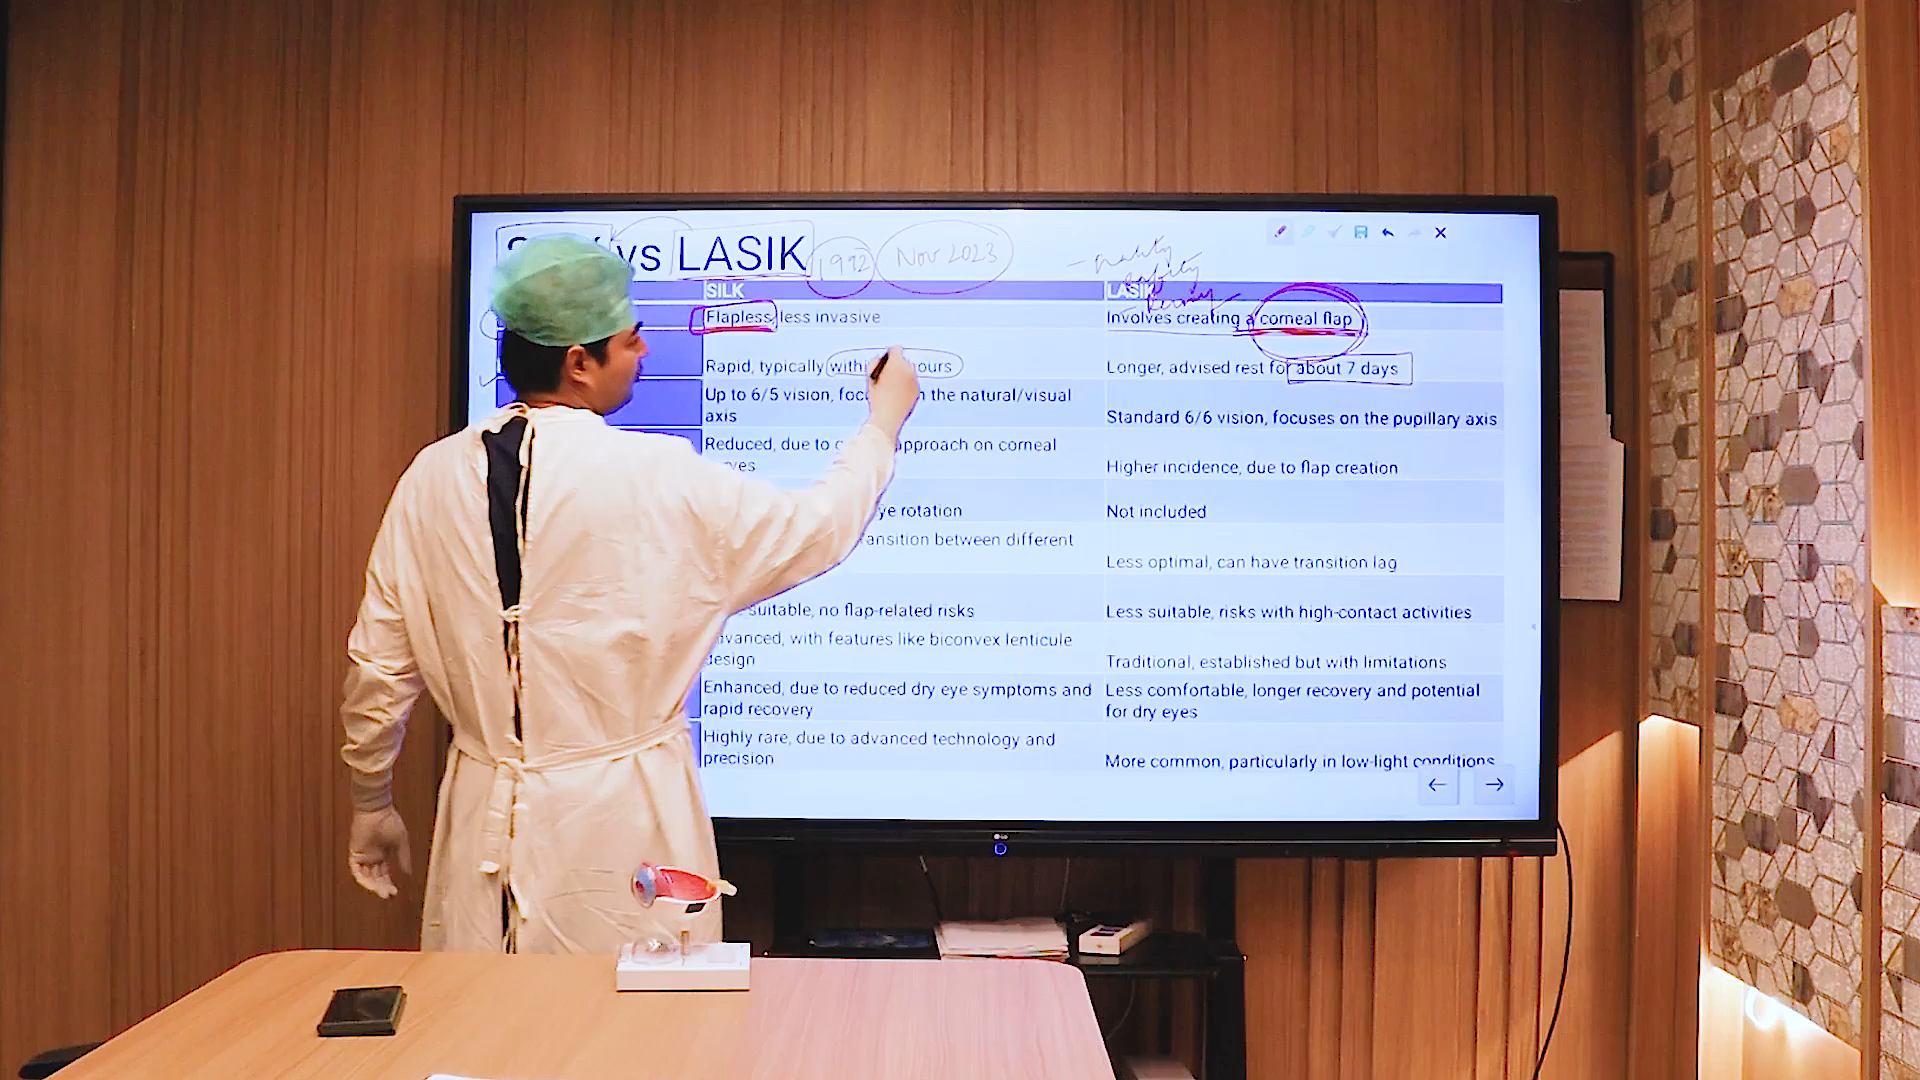 vs LASIK 1992 Nov 2023
SILK LASIK
Flapless, less invasive Involves creating a corneal flap
Rapid, typically hours Longer, advised rest for about 7 days
Up to 6/5 vision, the natural/visual
axis Standard 6/6 vision, focuses on the pupillary axis
Reduced, due to approach on corneal
Higher incidence, due to flap creation
rotation Not included
between different
Less optimal, can have transition lag
suitable, no flap-related risks Less suitable, risks with high-contact activities
with features like biconvex lenticule
design Traditional, established but with limitations
Enhanced, due to reduced dry eye symptoms and Less comfortable, longer recovery and potential
rapid recovery for dry eyes
Highly rare, due to advanced technology and
precision More common, particularly in low-light conditions
LG